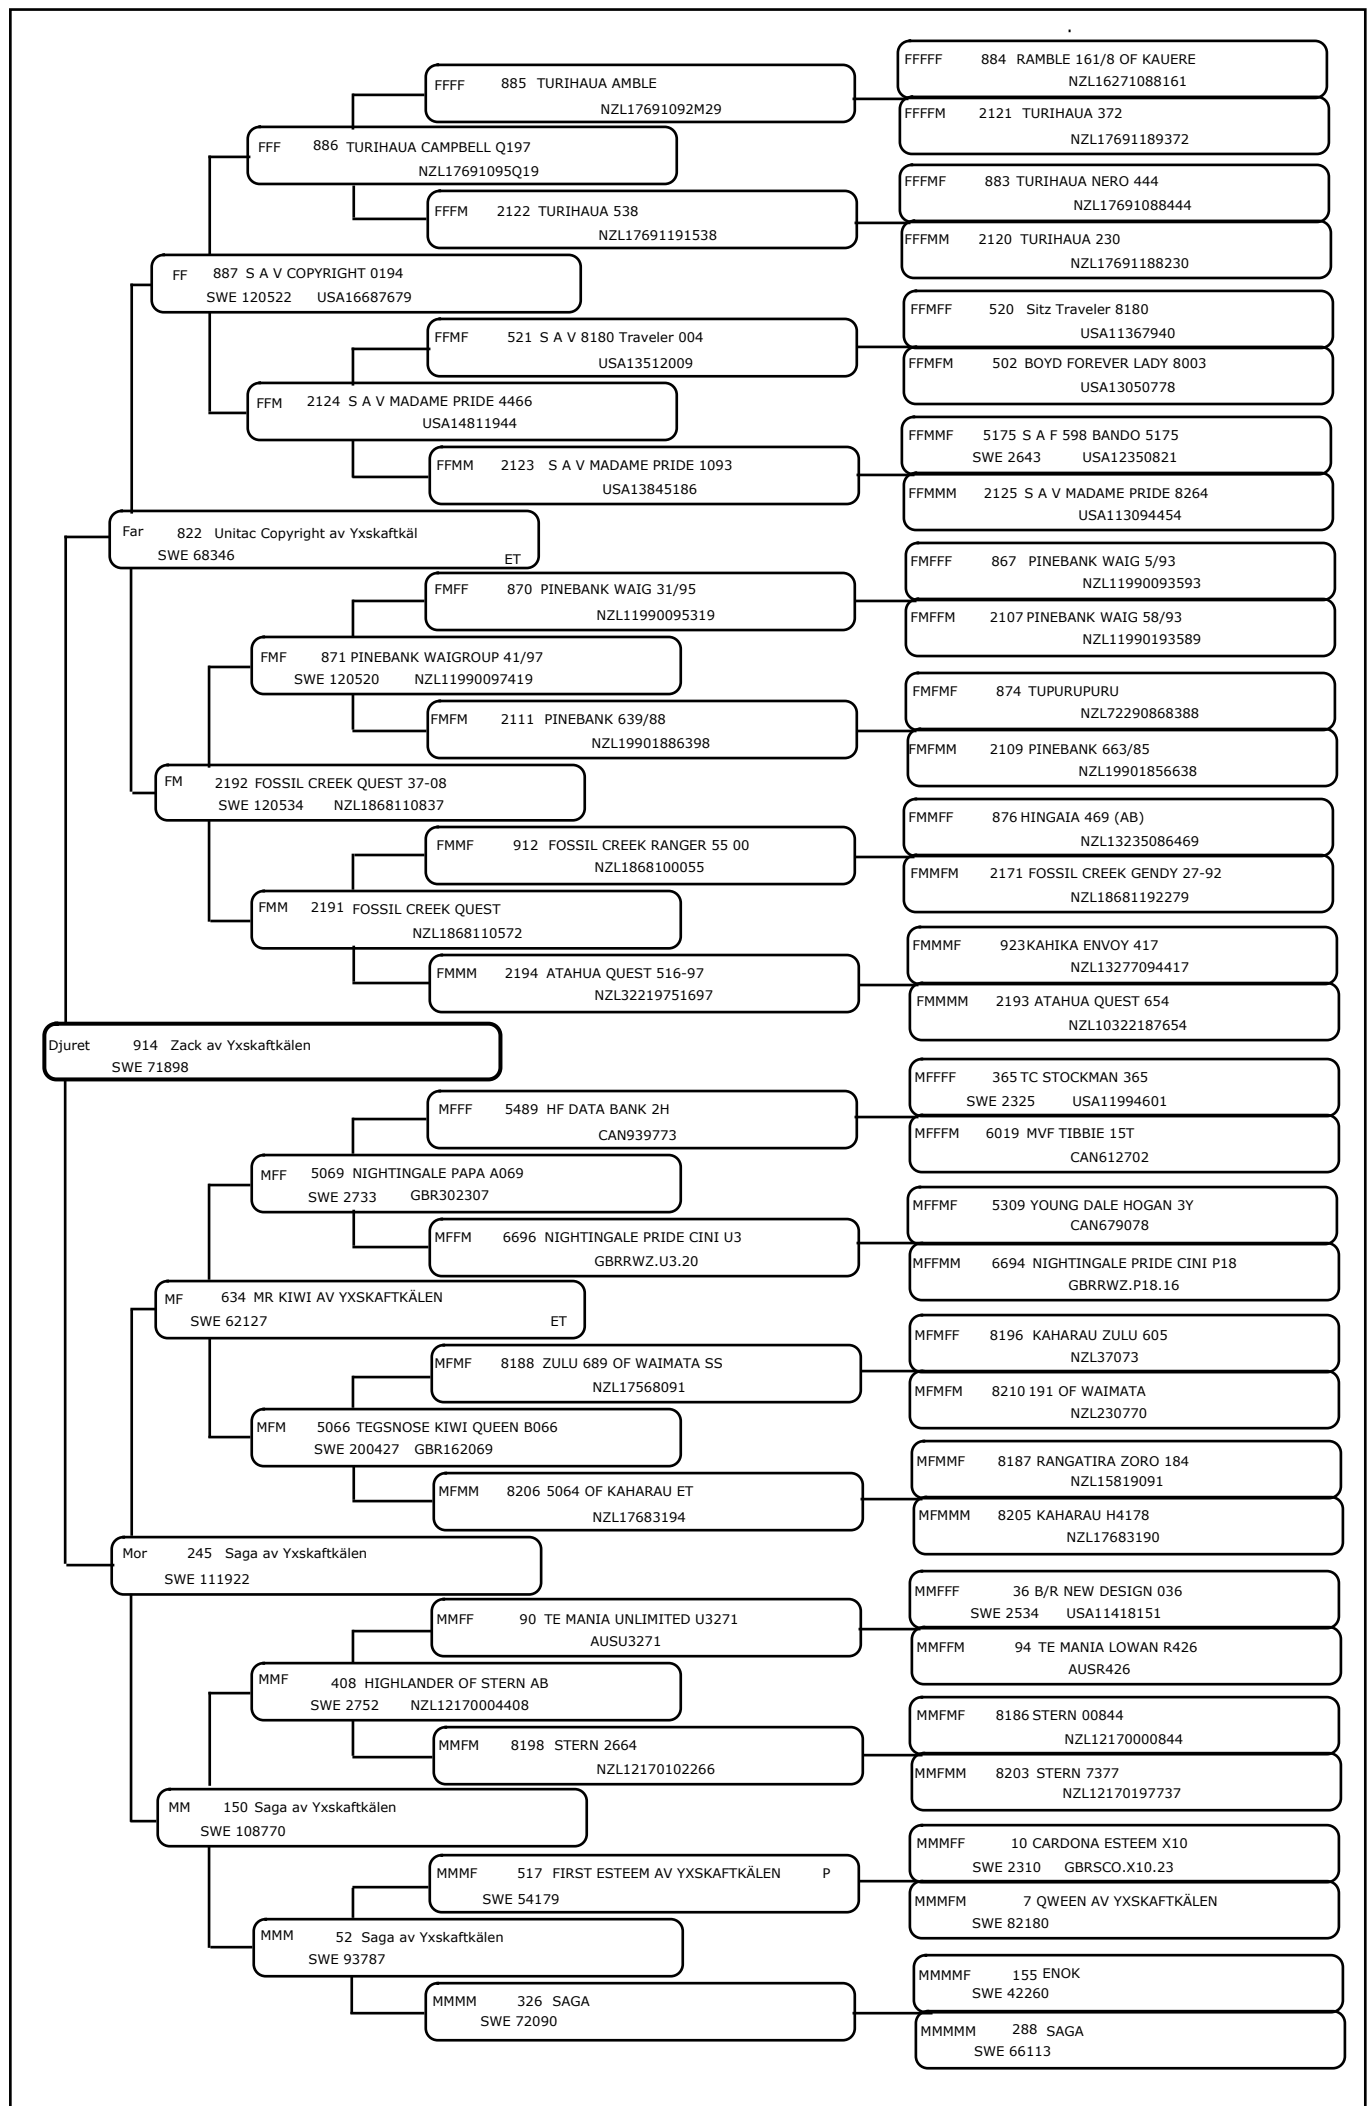 FFFFF 884 RAMBLE 161/8 OF KAUERE
NZL16271088161
FFFF 885 TURIHAUA AMBLE
NZL17691092M29
FFFFM 2121 TURIHAUA 372
NZL17691189372
FFF 886 TURIHAUA CAMPBELL Q197
NZL17691095Q19
FFFMF 883 TURIHAUA NERO 444
NZL17691088444
FFFM 2122 TURIHAUA 538
NZL17691191538
FFFMM 2120 TURIHAUA 230
NZL17691188230
FF 887 S A V COPYRIGHT 0194
SWE 120522 USA16687679
FFMFF 520 Sitz Traveler 8180
USA11367940
FFMF 521 S A V 8180 Traveler 004
USA13512009
FFMFM 502 BOYD FOREVER LADY 8003
USA13050778
FFM 2124 S A V MADAME PRIDE 4466
USA14811944
FFMMF 5175 S A F 598 BANDO 5175
SWE 2643 USA12350821
FFMM 2123 S A V MADAME PRIDE 1093
USA13845186
FFMMM 2125 S A V MADAME PRIDE 8264
USA113094454
Far 822 Unitac Copyright av Yxskaftkäl
SWE 68346 ET
FMFFF 867 PINEBANK WAIG 5/93
NZL11990093593
FMFF 870 PINEBANK WAIG 31/95
NZL11990095319
FMFFM 2107 PINEBANK WAIG 58/93
NZL11990193589
FMF 871 PINEBANK WAIGROUP 41/97
SWE 120520 NZL11990097419
FMFMF 874 TUPURUPURU
NZL72290868388
FMFM 2111 PINEBANK 639/88
NZL19901886398
FMFMM 2109 PINEBANK 663/85
NZL19901856638
FM 2192 FOSSIL CREEK QUEST 37-08
SWE 120534 NZL1868110837
FMMFF 876 HINGAIA 469 (AB)
NZL13235086469
FMMF 912 FOSSIL CREEK RANGER 55 00
NZL1868100055
FMMFM 2171 FOSSIL CREEK GENDY 27-92
NZL18681192279
FMM 2191 FOSSIL CREEK QUEST
NZL1868110572
FMMMF 923KAHIKA ENVOY 417
NZL13277094417
FMMM 2194 ATAHUA QUEST 516-97
NZL32219751697
FMMMM 2193 ATAHUA QUEST 654
NZL10322187654
Djuret 914 Zack av Yxskaftkälen
SWE 71898
MFFFF 365 TC STOCKMAN 365
SWE 2325 USA11994601
MFFF 5489 HF DATA BANK 2H
CAN939773
MFFFM 6019 MVF TIBBIE 15T
CAN612702
MFF 5069 NIGHTINGALE PAPA A069
SWE 2733 GBR302307
MFFMF 5309 YOUNG DALE HOGAN 3Y
CAN679078
MFFM 6696 NIGHTINGALE PRIDE CINI U3
GBRRWZ.U3.20
MFFMM 6694 NIGHTINGALE PRIDE CINI P18
GBRRWZ.P18.16
MF 634 MR KIWI AV YXSKAFTKÄLEN
SWE 62127 ET
MFMFF 8196 KAHARAU ZULU 605
NZL37073
MFMF 8188 ZULU 689 OF WAIMATA SS
NZL17568091
MFMFM 8210 191 OF WAIMATA
NZL230770
MFM 5066 TEGSNOSE KIWI QUEEN B066
SWE 200427 GBR162069
MFMMF 8187 RANGATIRA ZORO 184
NZL15819091
MFMM 8206 5064 OF KAHARAU ET
NZL17683194
MFMMM 8205 KAHARAU H4178
NZL17683190
Mor 245 Saga av Yxskaftkälen
SWE 111922
MMFFF 36 B/R NEW DESIGN 036
SWE 2534 USA11418151
MMFF 90 TE MANIA UNLIMITED U3271
AUSU3271
MMFFM 94 TE MANIA LOWAN R426
AUSR426
MMF 408 HIGHLANDER OF STERN AB
SWE 2752 NZL12170004408
MMFMF 8186 STERN 00844
NZL12170000844
MMFM 8198 STERN 2664
NZL12170102266
MMFMM 8203 STERN 7377
NZL12170197737
MM 150 Saga av Yxskaftkälen
SWE 108770
MMMFF 10 CARDONA ESTEEM X10
SWE 2310 GBRSCO.X10.23
MMMF 517 FIRST ESTEEM AV YXSKAFTKÄLEN P
SWE 54179
MMMFM 7 QWEEN AV YXSKAFTKÄLEN
SWE 82180
MMM 52 Saga av Yxskaftkälen
SWE 93787
MMMMF 155 ENOK
SWE 42260
MMMM 326 SAGA
SWE 72090
MMMMM 288 SAGA
SWE 66113